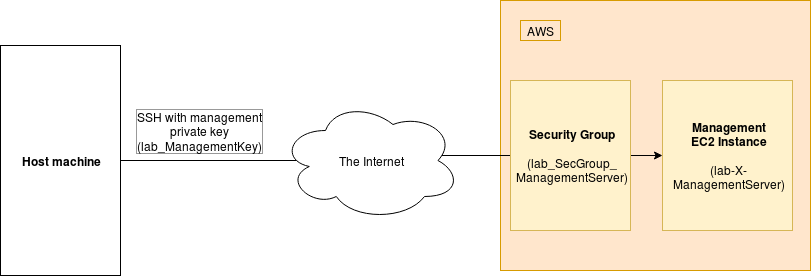 AWS
SSH with management
private key
(lab_ManagementKey)
Host machine
The Internet
Security Group
(lab_SecGroup_
ManagementServer)
Management
EC2 Instance
(lab-X-
ManagementServer)